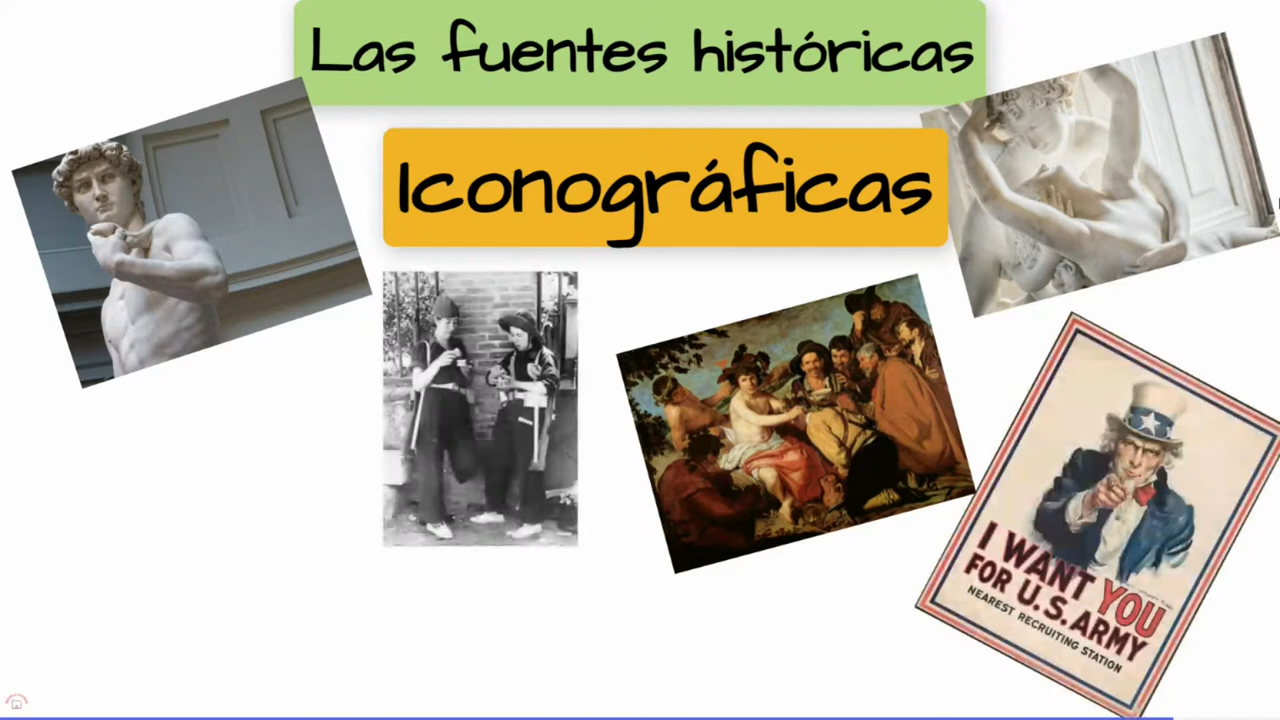 Las fuentes históricas
Iconográficas
I WANT YOU
FOR U.S. ARMY
NEAREST RECRUITING STATION